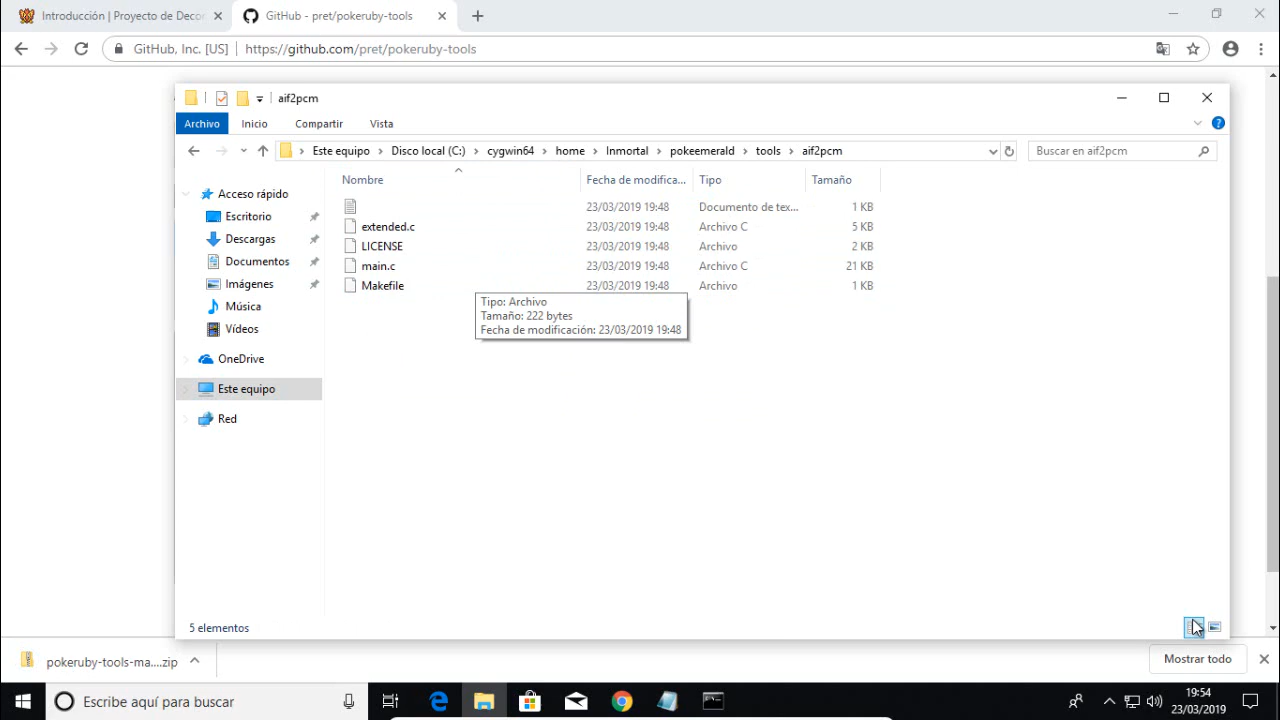 Introducción | Proyecto de Decor
GitHub - pret/pokeruby-tools
GitHub, Inc. [US]
https://github.com/pret/pokeruby-tools
aif2pcm
Archivo
Inicio
Compartir
Vista
Este equipo > Disco local (C:) > cygwin64 > home > Inmortal > pokeemerald > tools > aif2pcm
Buscar en aif2pcm
Nombre
Fecha de modifica...
Tipo
Tamaño
23/03/2019 19:48 Documento de tex... 1 KB
extended.c 23/03/2019 19:48 Archivo C 5 KB
LICENSE 23/03/2019 19:48 Archivo 2 KB
main.c 23/03/2019 19:48 Archivo C 21 KB
Makefile 23/03/2019 19:48 Archivo 1 KB
Tipo: Archivo
Tamaño: 222 bytes
Fecha de modificación: 23/03/2019 19:48
Acceso rápido
Escritorio
Descargas
Documentos
Imágenes
Música
Vídeos
OneDrive
Este equipo
Red
5 elementos
pokeruby-tools-ma....zip
Mostrar todo
Escribe aquí para buscar
19:54
23/03/2019